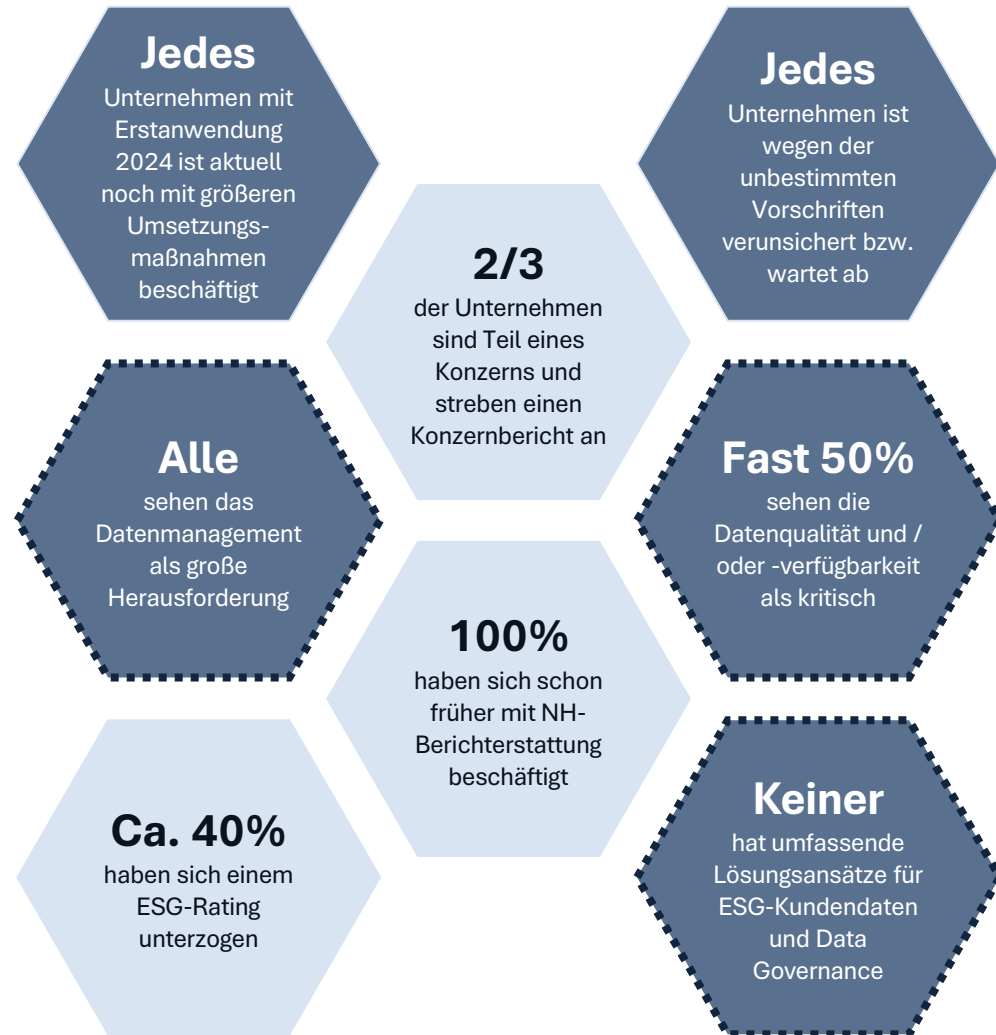 Jedes
Unternehmen mit
Erstanwendung
2024 ist aktuell
noch mit größeren
Umsetzungs-
maßnahmen
beschäftigt
Jedes
Unternehmen ist
wegen der
unbestimmten
Vorschriften
verunsichert bzw.
wartet ab
2/3
der Unternehmen
sind Teil eines
Konzerns und
streben einen
Konzernbericht an
Alle
sehen das
Datenmanagement
als große
Herausforderung
Fast 50%
sehen die
Datenqualität und /
oder -verfügbarkeit
als kritisch
100%
haben sich schon
früher mit NH-
Berichterstattung
beschäftigt
Ca. 40%
haben sich einem
ESG-Rating
unterzogen
Keiner
hat umfassende
Lösungsansätze für
ESG-Kundendaten
und Data
Governance